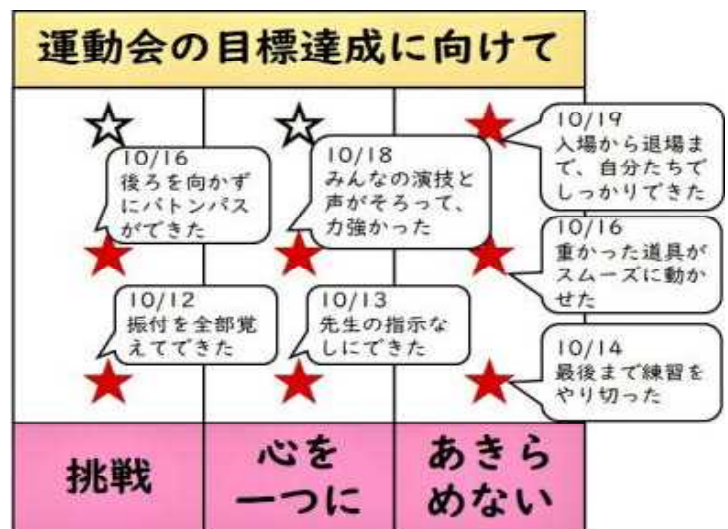 運動会の目標達成に向けて
10/16
後ろを向かず
にバトンパス
ができた
10/18
みんなの演技と
声がそろって、
力強かった
10/19
入場から退場ま
で、自分たちで
しっかりできた
10/12
振付を全部覚
えてできた
10/13
先生の指示な
しにできた
10/16
重かった道具が
スムーズに動か
せた
10/14
最後まで練習を
やり切った
挑戦
心を
一つに
あきら
めない